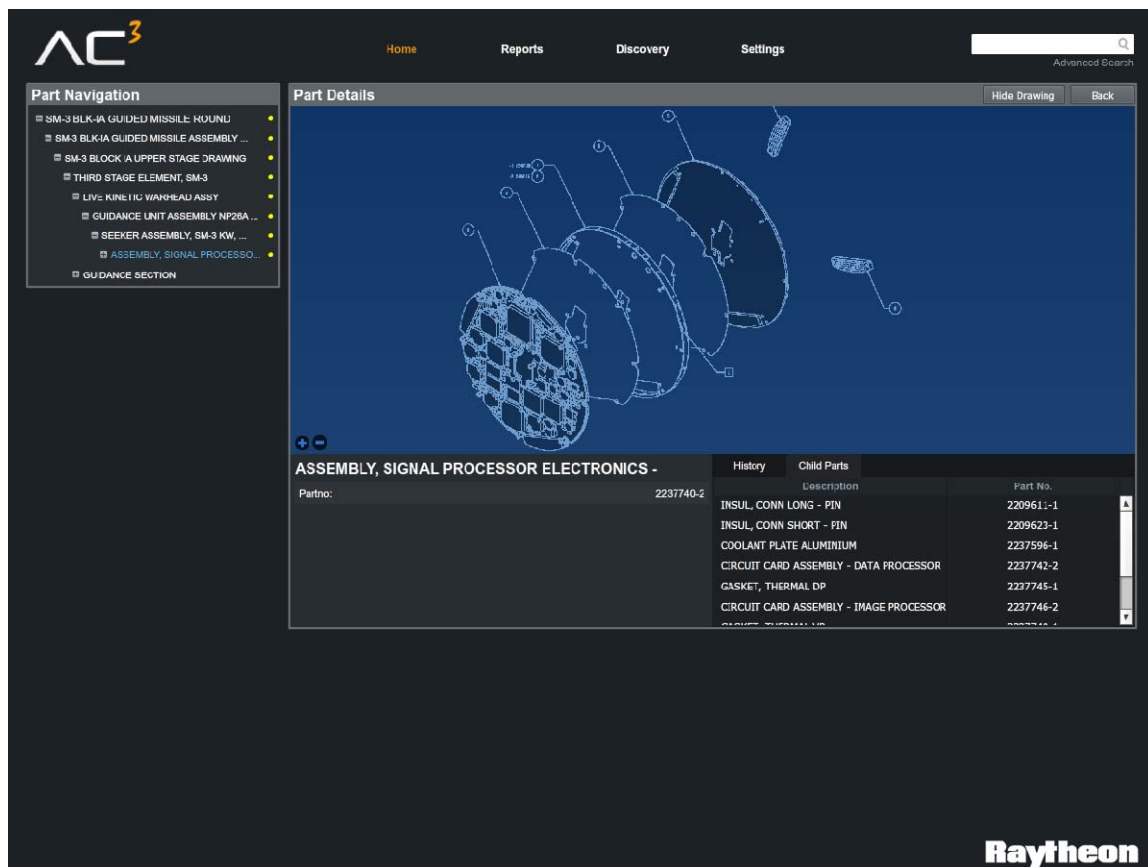 AC3
Home Reports Discovery Settings
Advanced Search
Part Navigation
SM-3 BLK-IA GUIDED MISSILE ROUND
SM-3 BLK-IA GUIDED MISSILE ASSEMBLY ...
SM-3 BLOCK IA UPPER STAGE DRAWING
THIRD STAGE ELEMENT, SM-3
LIVE KINETIC WARHEAD ASSY
GUIDANCE UNIT ASSEMBLY NP26A ...
SEEKER ASSEMBLY, SM-3 KW, ...
ASSEMBLY, SIGNAL PROCESSO...
GUIDANCE SECTION
Part Details
Hide Drawing Back
ASSEMBLY, SIGNAL PROCESSOR ELECTRONICS -
Partno: 2237740-2
History Child Parts
Description Part No.
INSUL, CONN LONG - PIN 2209611-1
INSUL, CONN SHORT - PIN 2209623-1
COOLANT PLATE ALUMINIUM 2237596-1
CIRCUIT CARD ASSEMBLY - DATA PROCESSOR 2237742-2
GASKET, THERMAL DP 2237745-1
CIRCUIT CARD ASSEMBLY - IMAGE PROCESSOR 2237746-2
GASKET, THERMAL
Raytheon